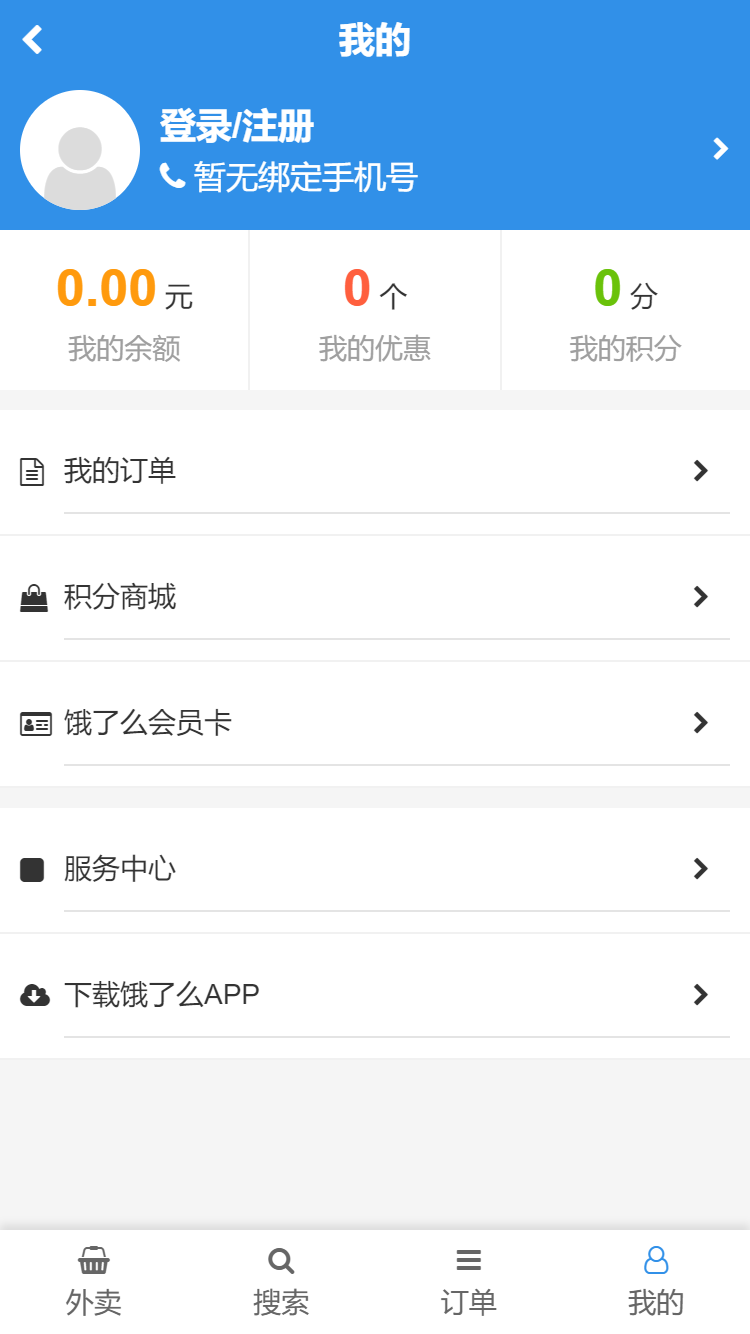 我的
登录/注册
暂无绑定手机号
0.00 元
0 个
0 分
我的余额
我的优惠
我的积分
我的订单
积分商城
饿了么会员卡
服务中心
下载饿了么APP
外卖
搜索
订单
我的